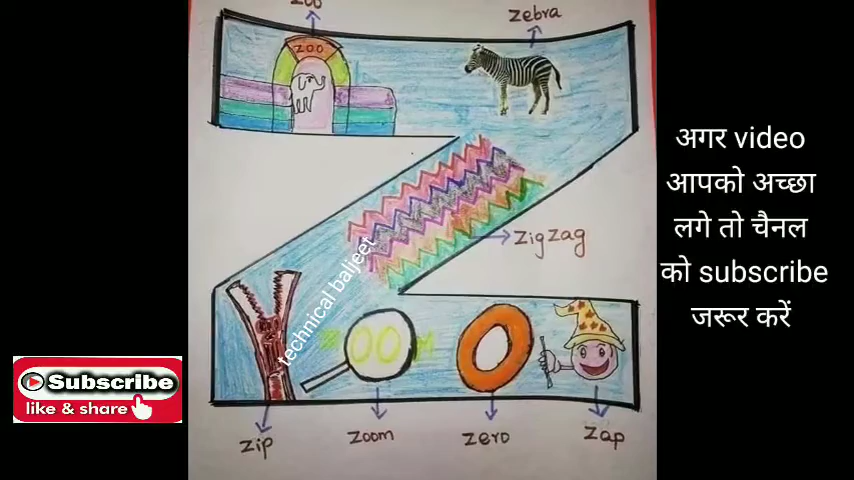 zoo
zebra
ZOO
zigzag
technical baljeet
ZOOM
zip
zoom
zero
zap
अगर video
आपको अच्छा
लगे तो चैनल
को subscribe
जरूर करें
Subscribe
like & share